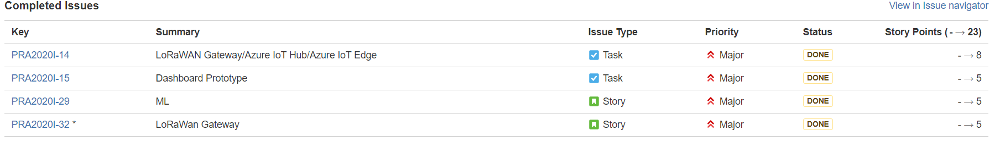 Completed Issues View in Issue navigator
Key Summary Issue Type Priority Status Story Points (- → 23)
PRA2020I-14 LoRaWAN Gateway/Azure IoT Hub/Azure IoT Edge Task Major DONE - → 8
PRA2020I-15 Dashboard Prototype Task Major DONE - → 5
PRA2020I-29 ML Story Major DONE - → 5
PRA2020I-32 * LoRaWan Gateway Story Major DONE - → 5